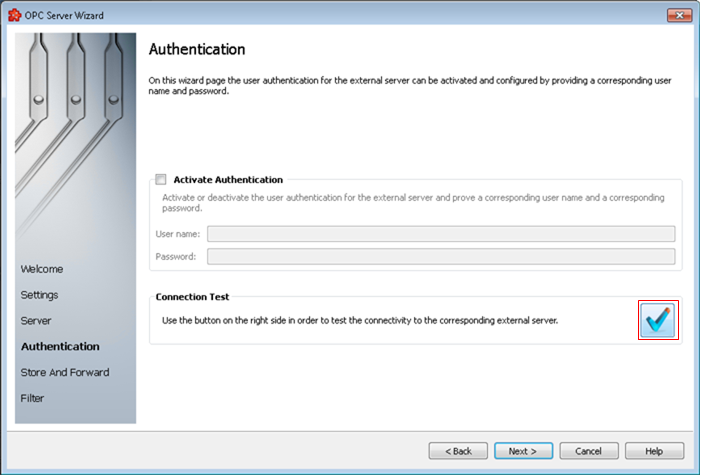 OPC Server Wizard
Authentication
On this wizard page the user authentication for the external server can be activated and configured by providing a corresponding user
name and password.
Activate Authentication
Activate or deactivate the user authentication for the external server and prove a corresponding user name and a corresponding
password.
User name:
Password:
Connection Test
Use the button on the right side in order to test the connectivity to the corresponding external server.
Welcome
Settings
Server
Authentication
Store And Forward
Filter
< Back
Next >
Cancel
Help